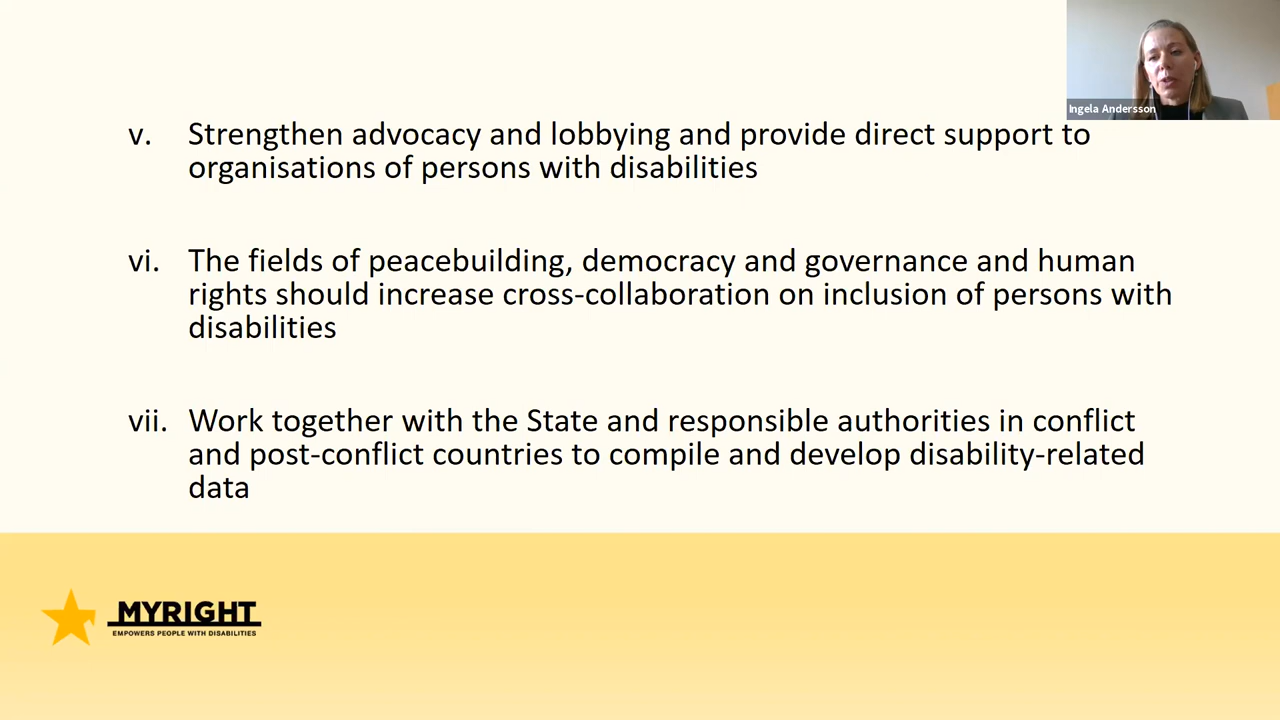 Ingela Andersson
v. Strengthen advocacy and lobbying and provide direct support to
organisations of persons with disabilities
vi. The fields of peacebuilding, democracy and governance and human
rights should increase cross-collaboration on inclusion of persons with
disabilities
vii. Work together with the State and responsible authorities in conflict
and post-conflict countries to compile and develop disability-related
data
MYRIGHT
EMPOWERS PEOPLE WITH DISABILITIES